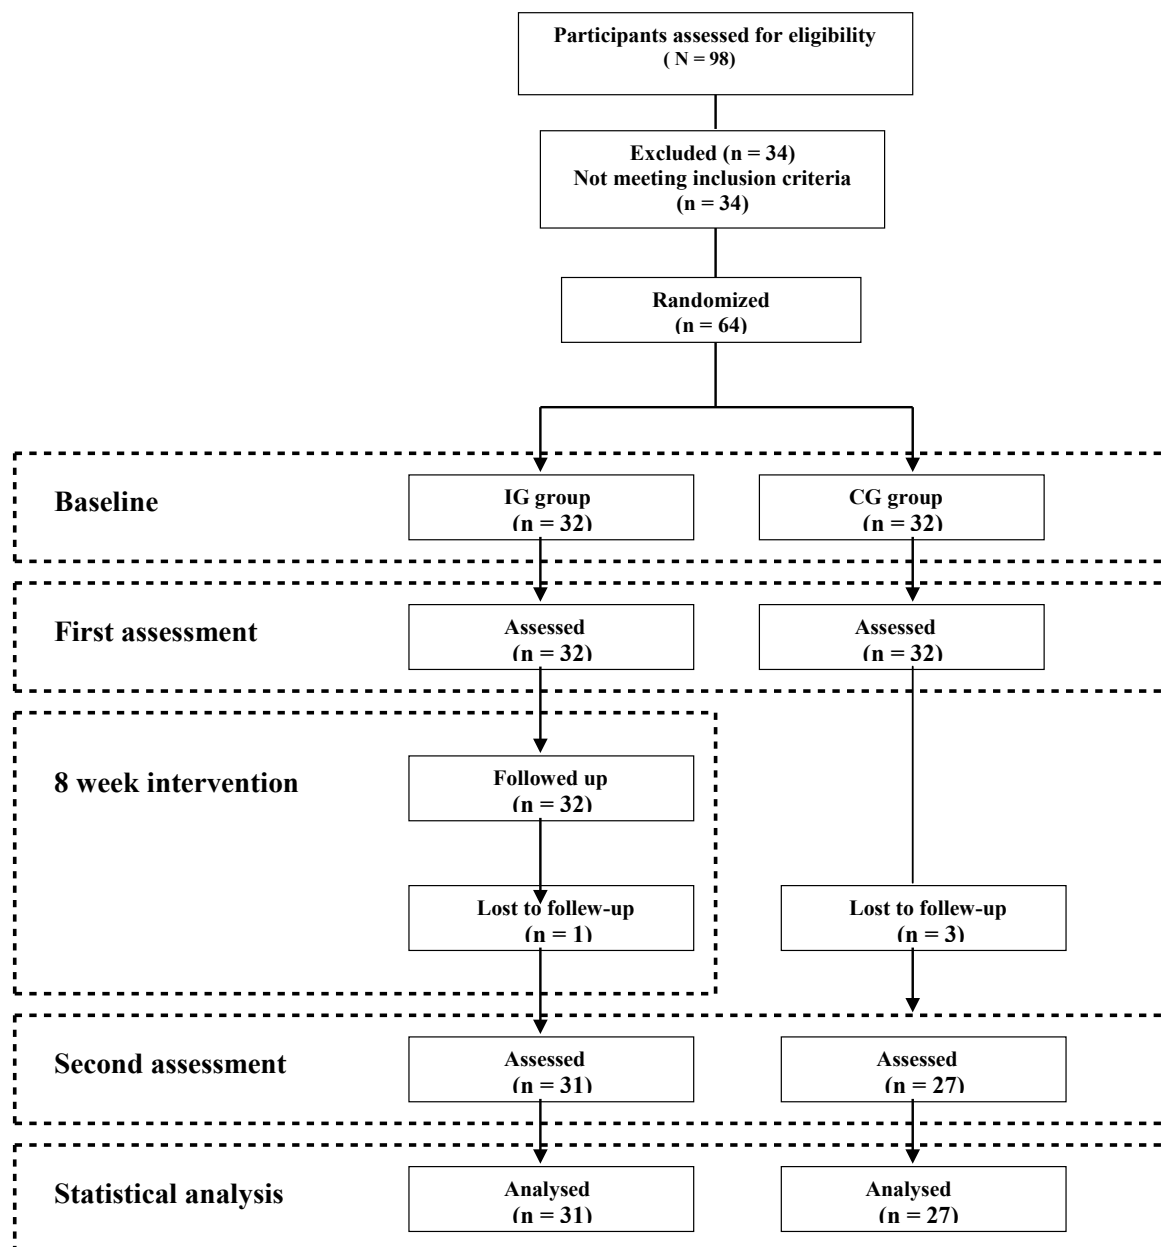 Participants assessed for eligibility
( N = 98)
Excluded (n = 34)
Not meeting inclusion criteria
(n = 34)
Randomized
(n = 64)
Baseline
IG group
(n = 32)
CG group
(n = 32)
First assessment
Assessed
(n = 32)
Assessed
(n = 32)
8 week intervention
Followed up
(n = 32)
Lost to follew-up
(n = 1)
Lost to follew-up
(n = 3)
Second assessment
Assessed
(n = 31)
Assessed
(n = 27)
Statistical analysis
Analysed
(n = 31)
Analysed
(n = 27)